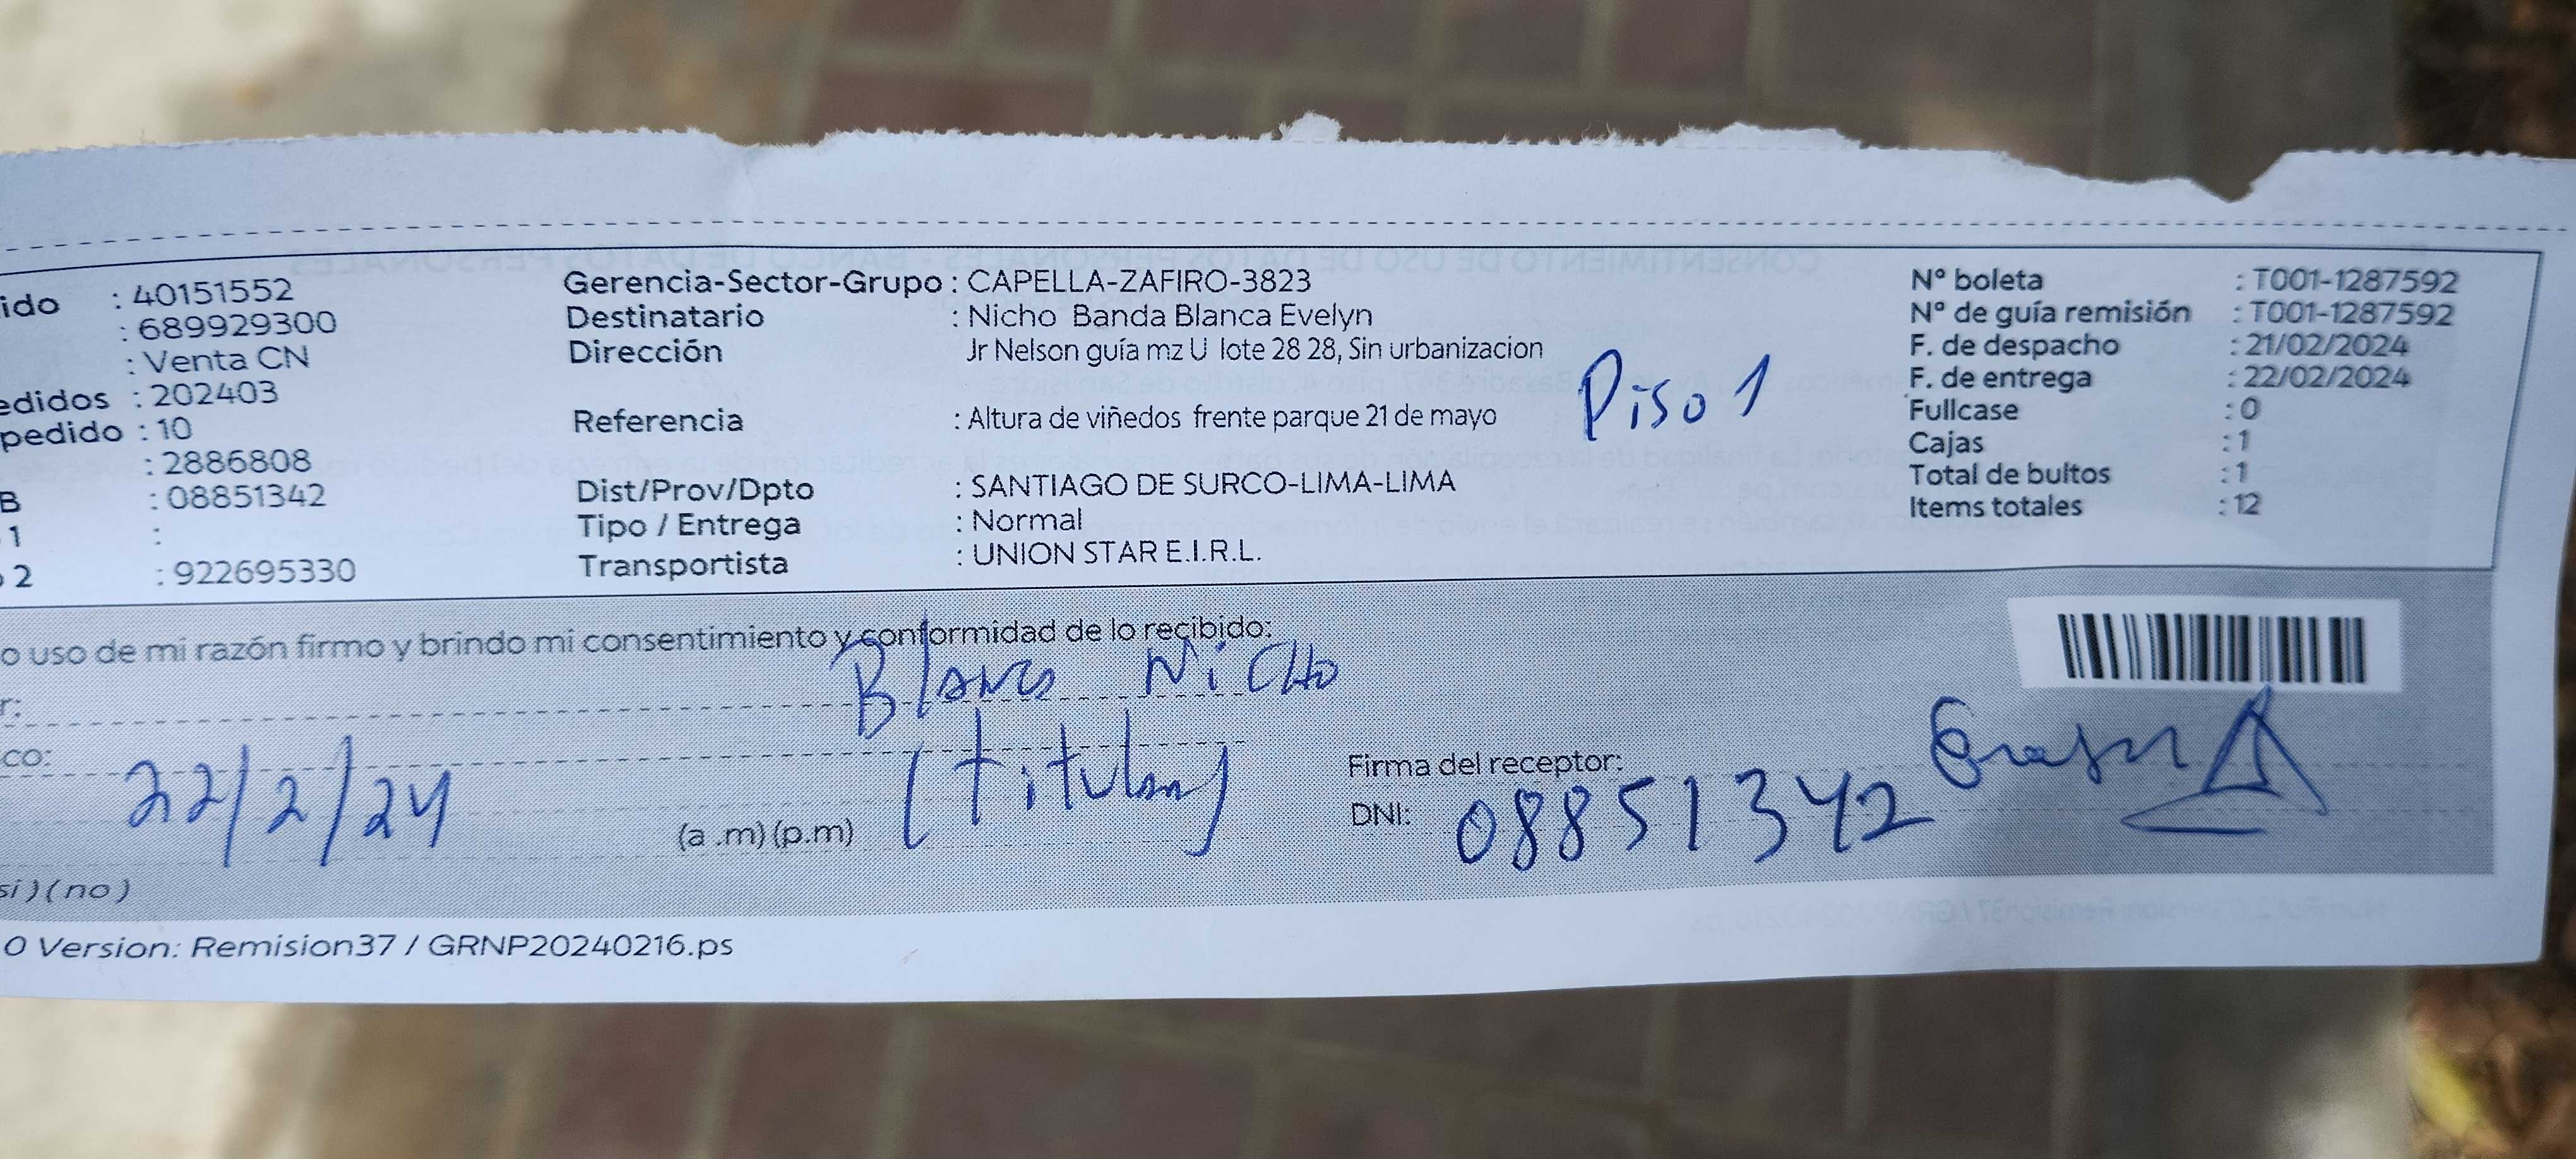 ido : 40151552
: 689929300
: Venta CN
edidos : 202403
pedido : 10
: 2886808
B : 08851342
1 :
2 : 922695330
Gerencia-Sector-Grupo : CAPELLA-ZAFIRO-3823
Destinatario : Nicho Banda Blanca Evelyn
Dirección Jr Nelson guía mz U lote 28 28, Sin urbanizacion
Piso 1
Referencia : Altura de viñedos frente parque 21 de mayo
Dist/Prov/Dpto : SANTIAGO DE SURCO-LIMA-LIMA
Tipo / Entrega : Normal
Transportista : UNION STAR E.I.R.L.
Nº boleta : T001-1287592
Nº de guía remisión : T001-1287592
F. de despacho : 21/02/2024
F. de entrega : 22/02/2024
Fullcase : 0
Cajas : 1
Total de bultos : 1
Items totales : 12
o uso de mi razón firmo y brindo mi consentimiento y conformidad de lo recibido:
r: Blanca Nicho
co:
22/2/24 (a .m) (p.m) (titular)
Firma del receptor:
DNI: 08851342
si ) ( no )
0 Version: Remision37 / GRNP20240216.ps